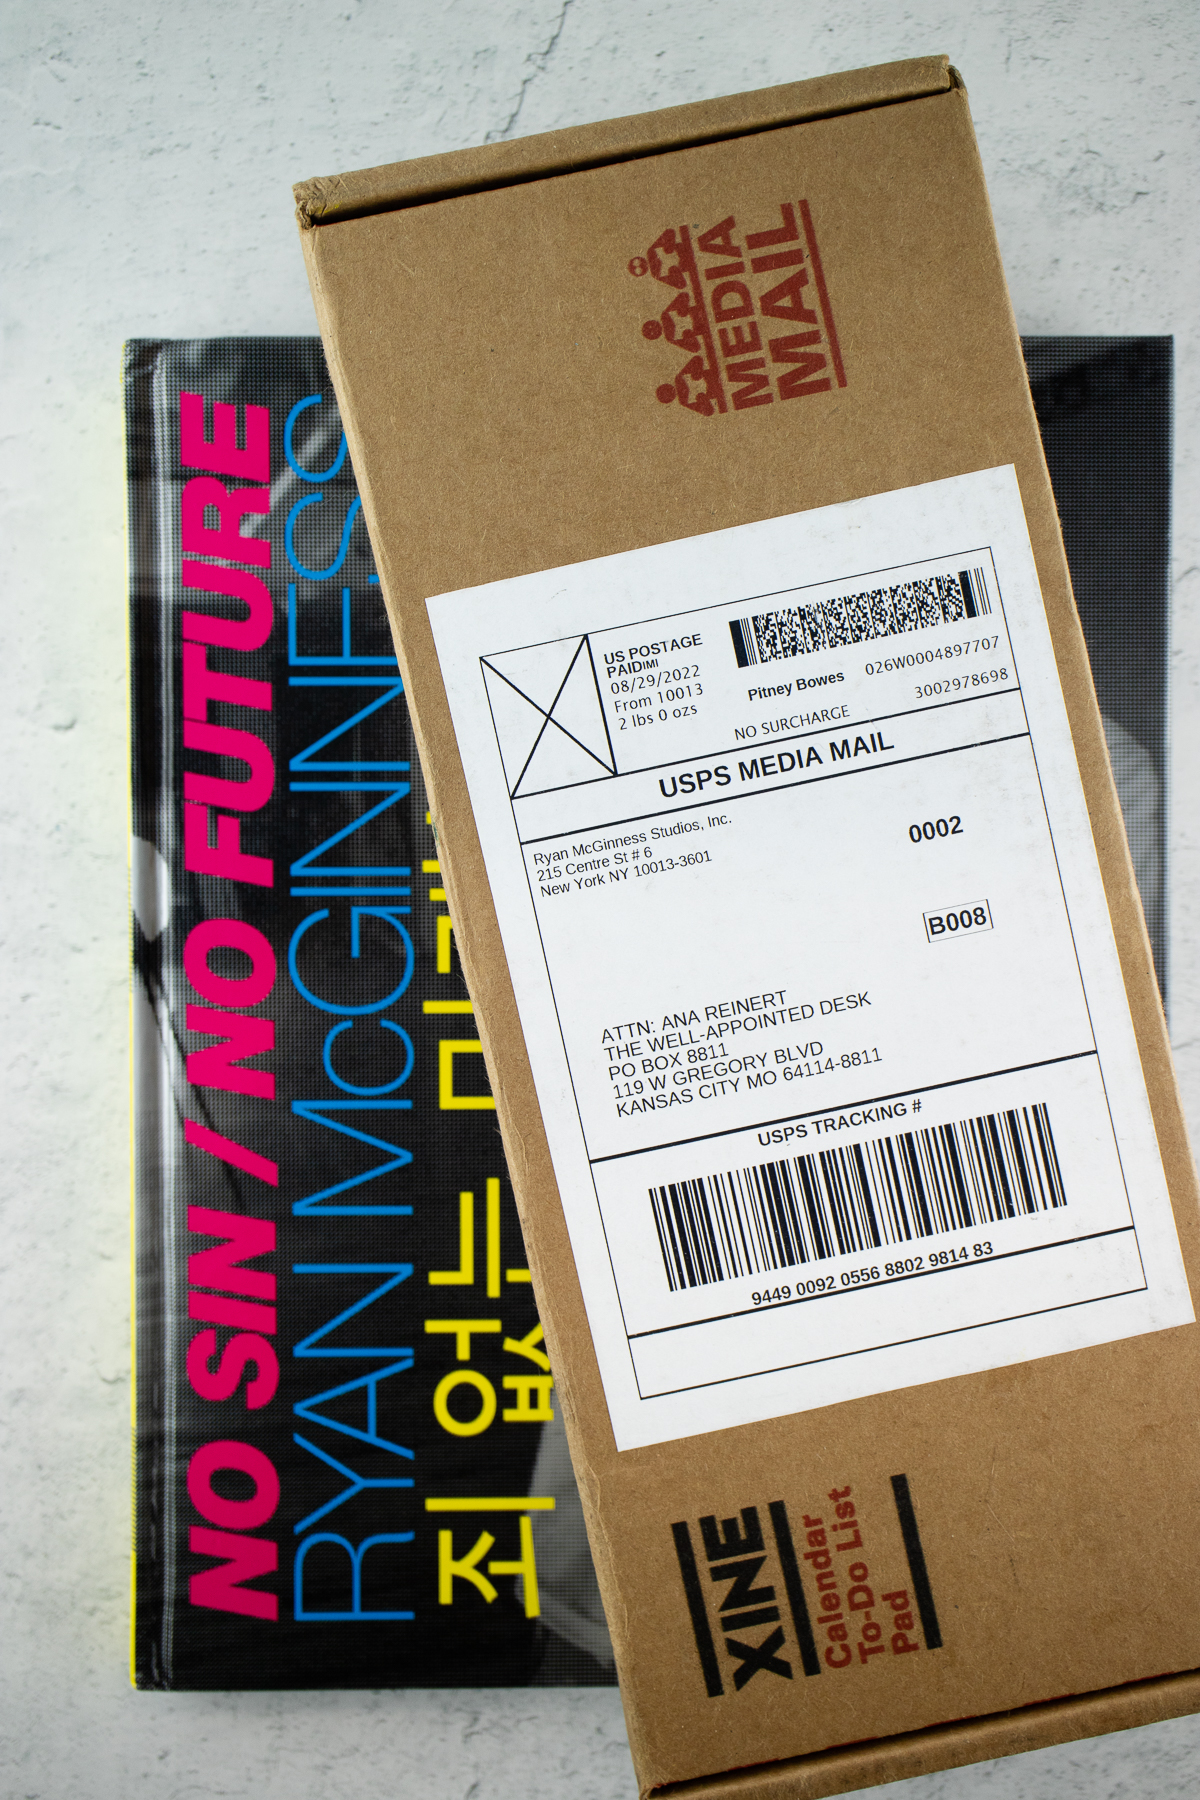 NO SIN / NO FUTURE
RYAN McGINNESS
죄 없는
MEDIA
MAIL
US POSTAGE
PAIDIMI
08/29/2022
From 10013
2 lbs 0 ozs
Pitney Bowes
026W0004897707
3002978698
NO SURCHARGE
USPS MEDIA MAIL
Ryan McGinness Studios, Inc.
215 Centre St # 6
New York NY 10013-3601
0002
B008
ATTN: ANA REINERT
THE WELL-APPOINTED DESK
PO BOX 8811
119 W GREGORY BLVD
KANSAS CITY MO 64114-8811
USPS TRACKING #
9449 0092 0556 8802 9814 83
XINE
Calendar
To-Do List
Pad